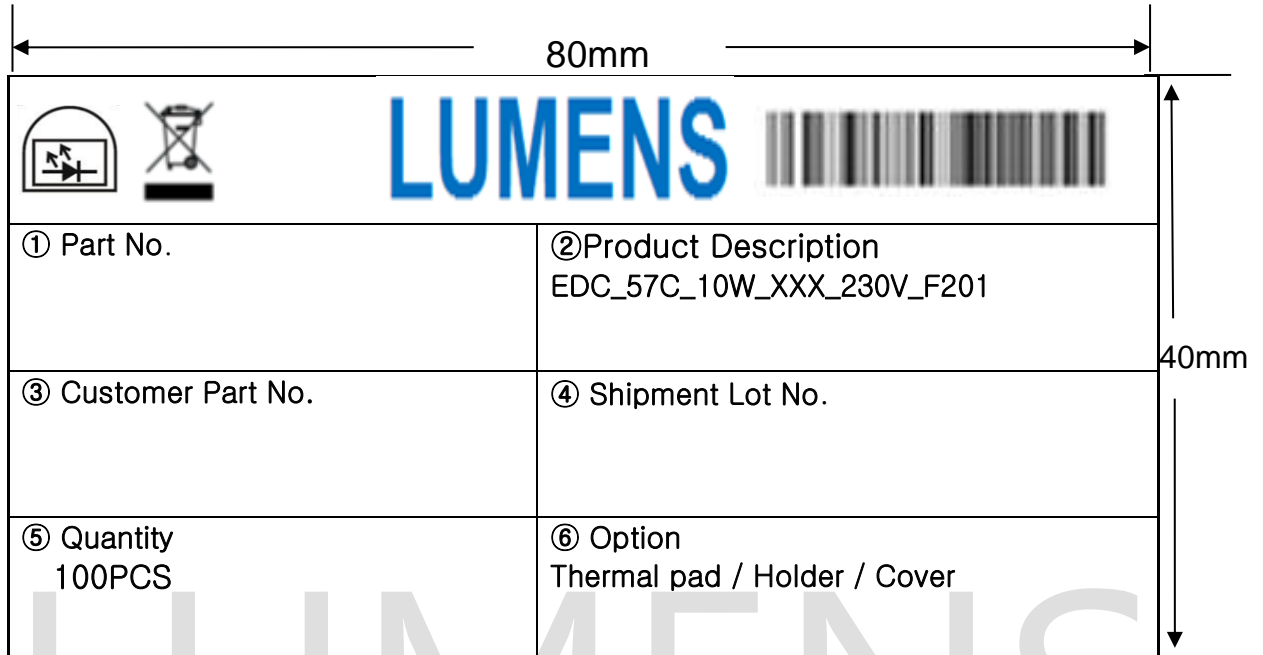 80mm
LUMENS
① Part No.
②Product Description
EDC_57C_10W_XXX_230V_F201
40mm
③ Customer Part No.
④ Shipment Lot No.
⑤ Quantity
100PCS
⑥ Option
Thermal pad / Holder / Cover
LUMENS